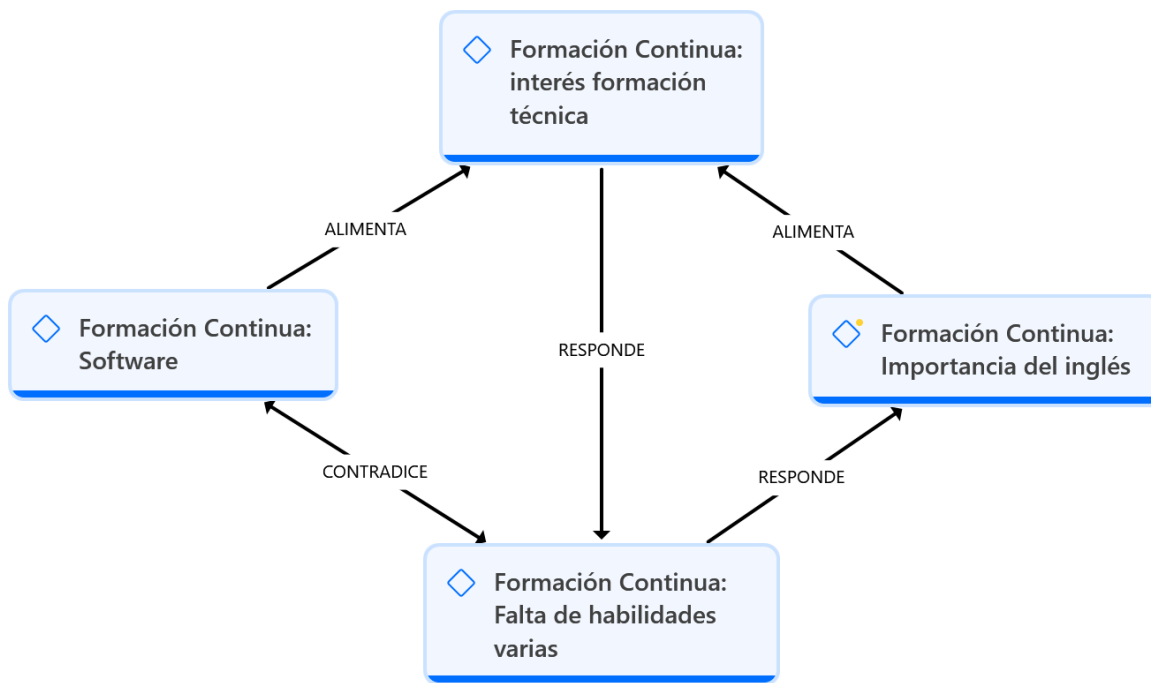 Formación Continua:
interés formación
técnica
ALIMENTA
ALIMENTA
Formación Continua:
Software
RESPONDE
Formación Continua:
Importancia del inglés
CONTRADICE
RESPONDE
Formación Continua:
Falta de habilidades
varias